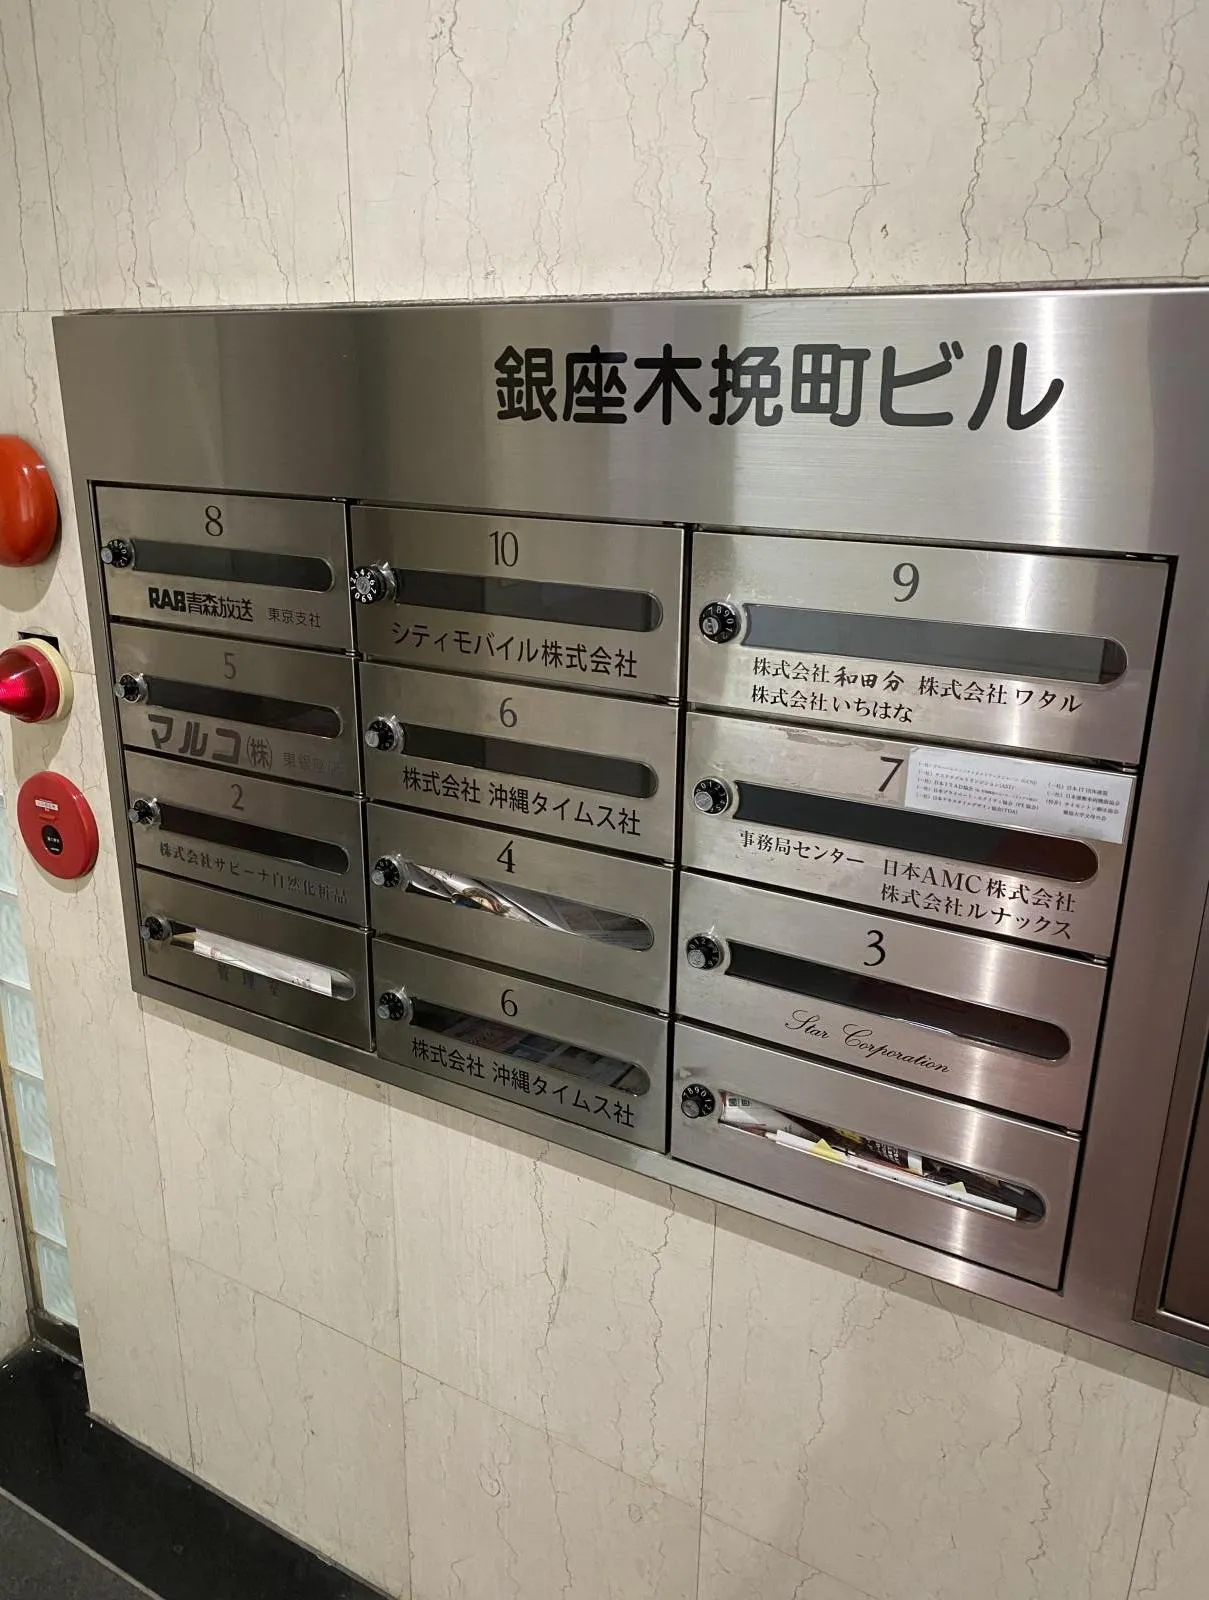 銀座木挽町ビル
8
RAB青森放送 東京支社
10
シティモバイル株式会社
9
株式会社和田分 株式会社ワタル
株式会社いちはな
5
マルコ㈱ 東銀座
6
株式会社 沖縄タイムス社
7
事務局センター 日本AMC株式会社
株式会社ルナックス
2
株式会社サビーナ自然化粧品
4
3
Star Corporation
管理室
6
株式会社 沖縄タイムス社